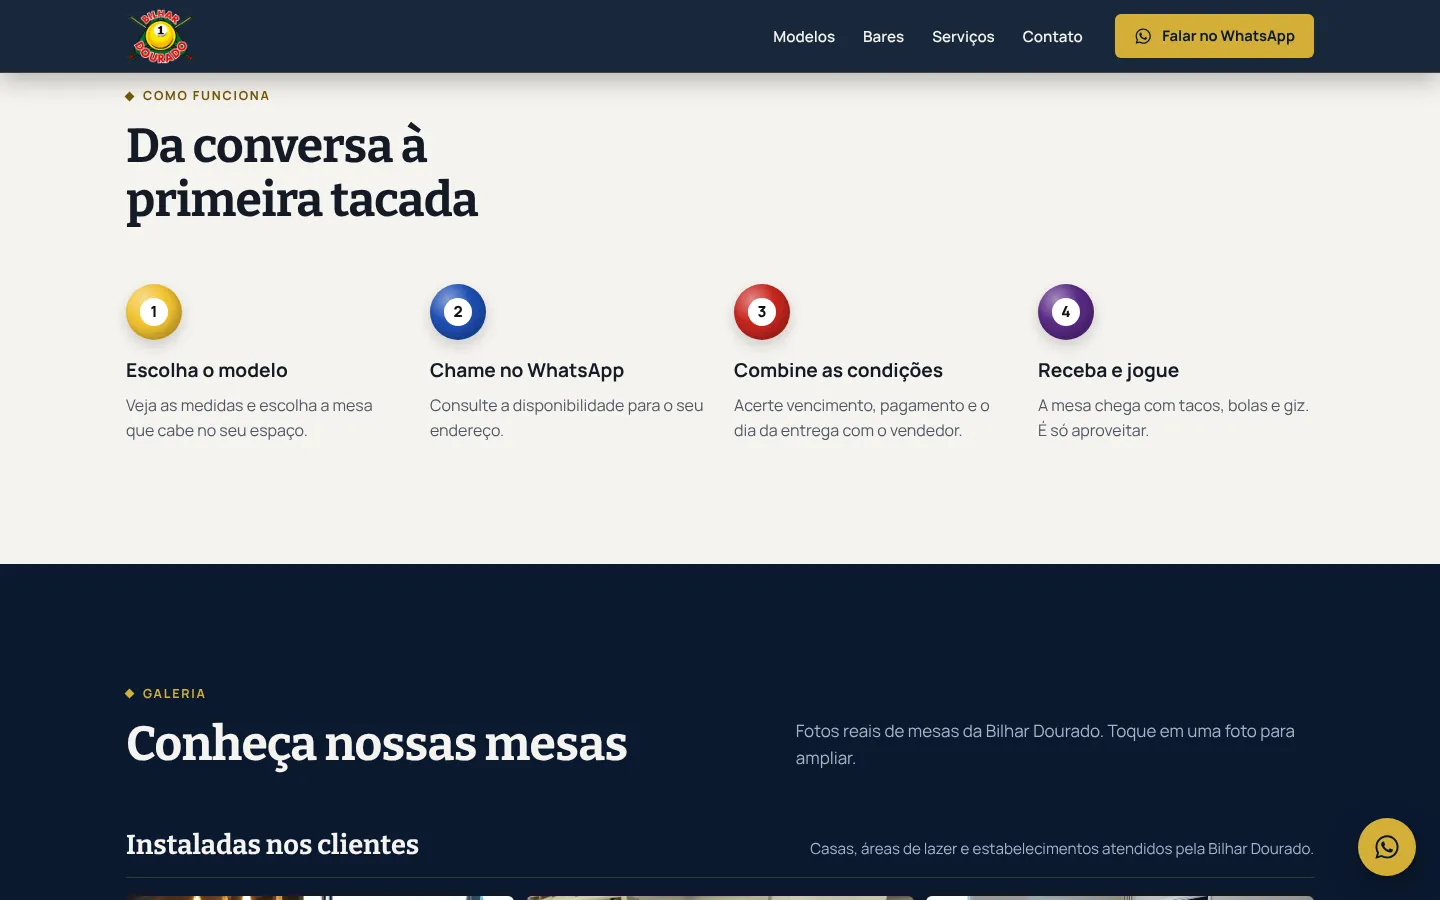 BILHAR
1
DOURADO
Modelos
Bares
Serviços
Contato
Falar no WhatsApp
COMO FUNCIONA
Da conversa à
primeira tacada
1
2
3
4
Escolha o modelo
Chame no WhatsApp
Combine as condições
Receba e jogue
Veja as medidas e escolha a mesa
que cabe no seu espaço.
Consulte a disponibilidade para o seu
endereço.
Acerte vencimento, pagamento e o
dia da entrega com o vendedor.
A mesa chega com tacos, bolas e giz.
É só aproveitar.
GALERIA
Conheça nossas mesas
Fotos reais de mesas da Bilhar Dourado. Toque em uma foto para
ampliar.
Instaladas nos clientes
Casas, áreas de lazer e estabelecimentos atendidos pela Bilhar Dourado.